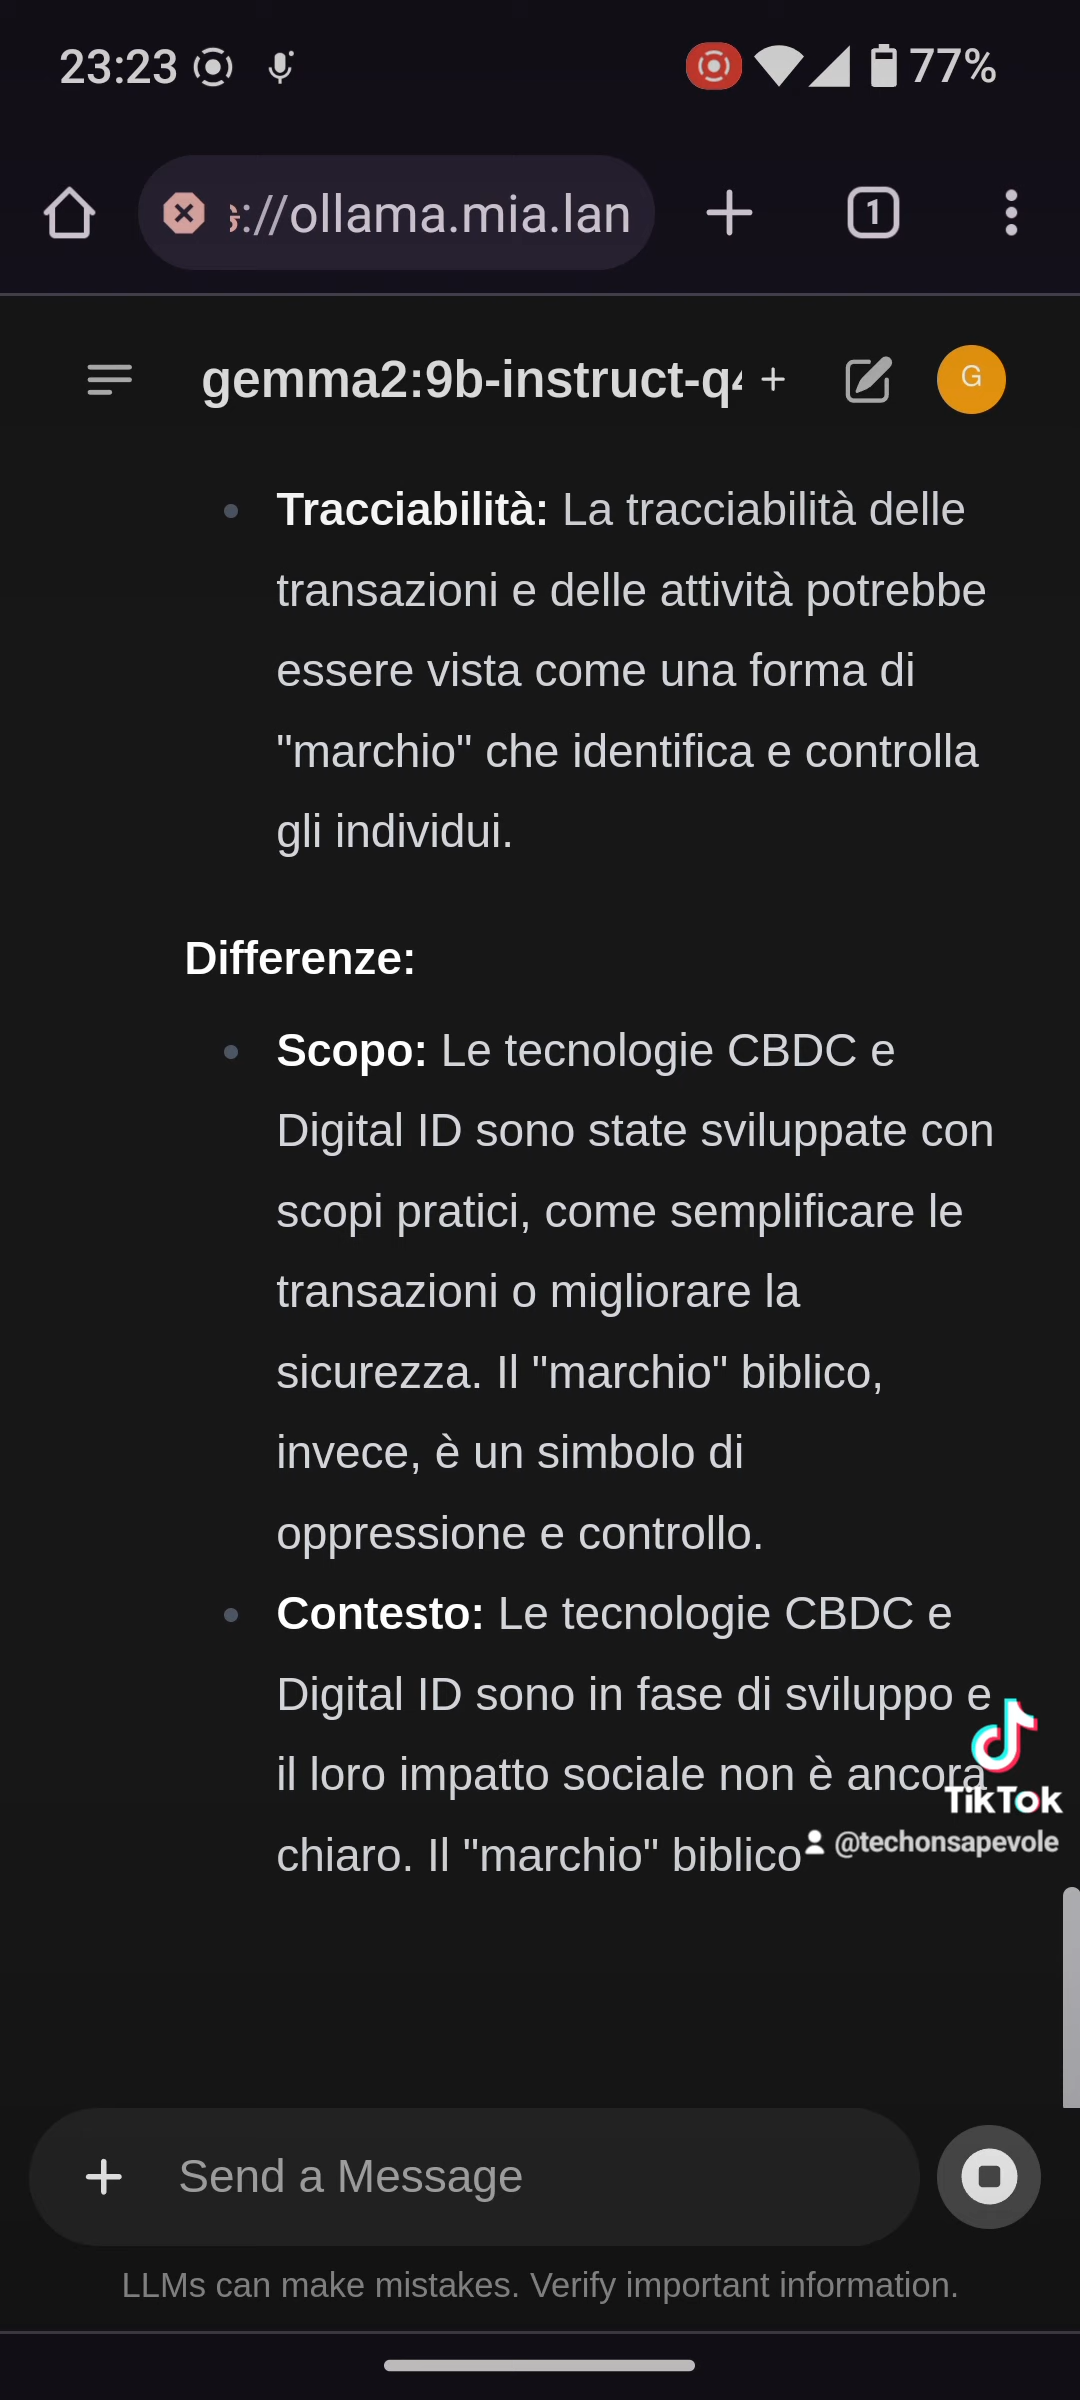 23:23
77%
://ollama.mia.lan
1
gemma2:9b-instruct-q4
G
Tracciabilità: La tracciabilità delle
transazioni e delle attività potrebbe
essere vista come una forma di
"marchio" che identifica e controlla
gli individui.
Differenze:
Scopo: Le tecnologie CBDC e
Digital ID sono state sviluppate con
scopi pratici, come semplificare le
transazioni o migliorare la
sicurezza. Il "marchio" biblico,
invece, è un simbolo di
oppressione e controllo.
Contesto: Le tecnologie CBDC e
Digital ID sono in fase di sviluppo e
il loro impatto sociale non è ancora
chiaro. Il "marchio" biblico
TikTok
@techonsapevole
Send a Message
LLMs can make mistakes. Verify important information.